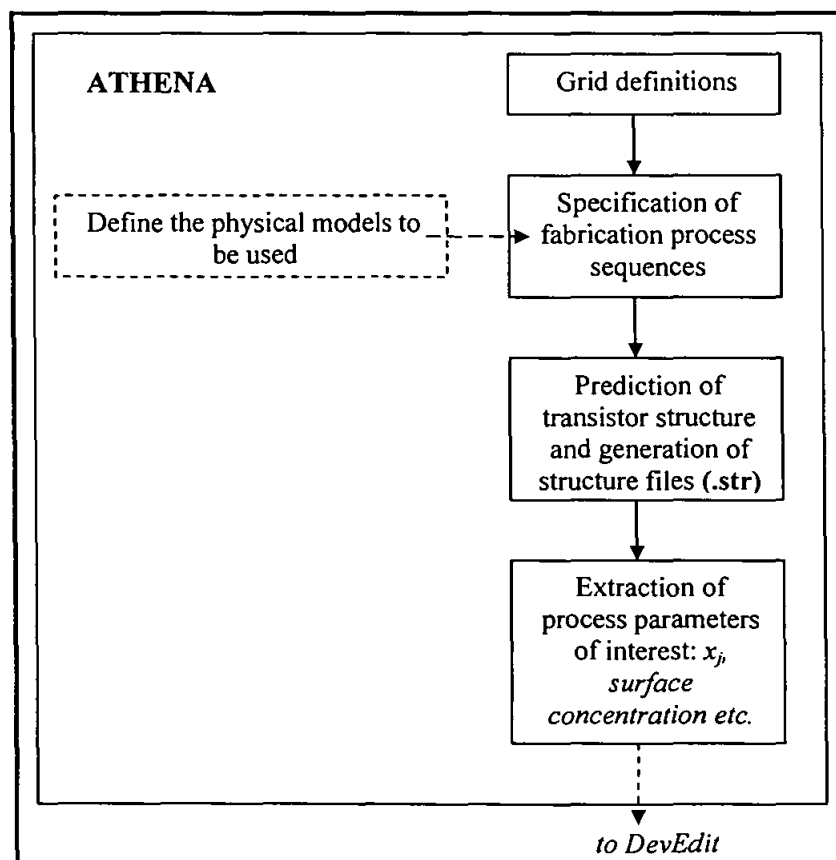 ATHENA
Grid definitions
Define the physical models to
be used
Specification of
fabrication process
sequences
Prediction of
transistor structure
and generation of
structure files (.str)
Extraction of
process parameters
of interest: xj,
surface
concentration etc.
to DevEdit